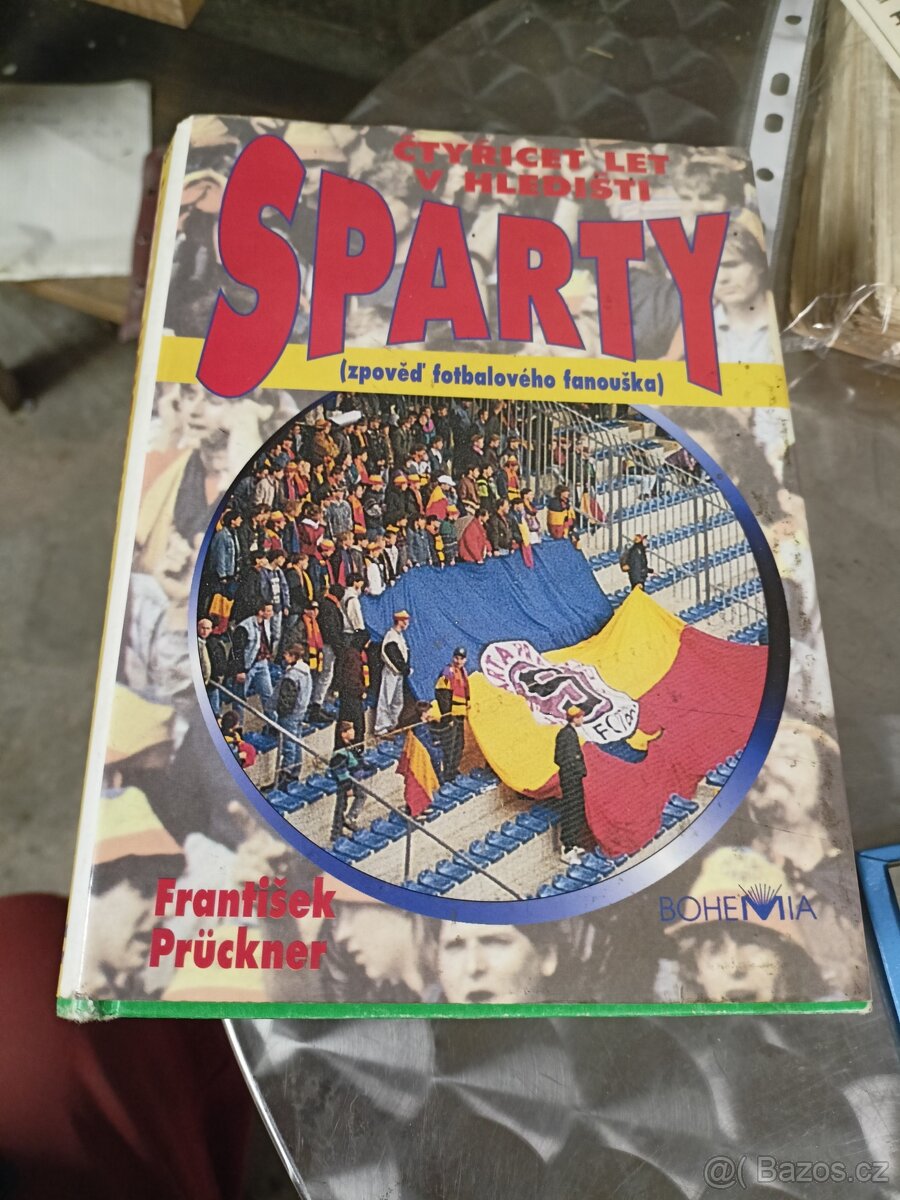 ČTYŘICET LET
V HLEDIŠTI
SPARTY
(zpověď fotbalového fanouška)
František
Prückner
BOHEMIA
@( Bazos.cz